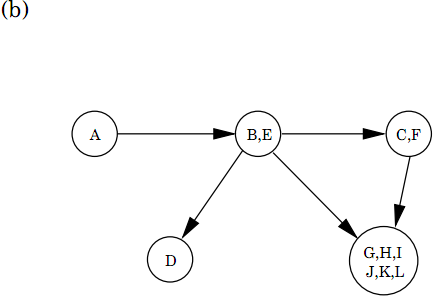 (b)
A
B,E
C,F
D
G,H,I
J,K,L